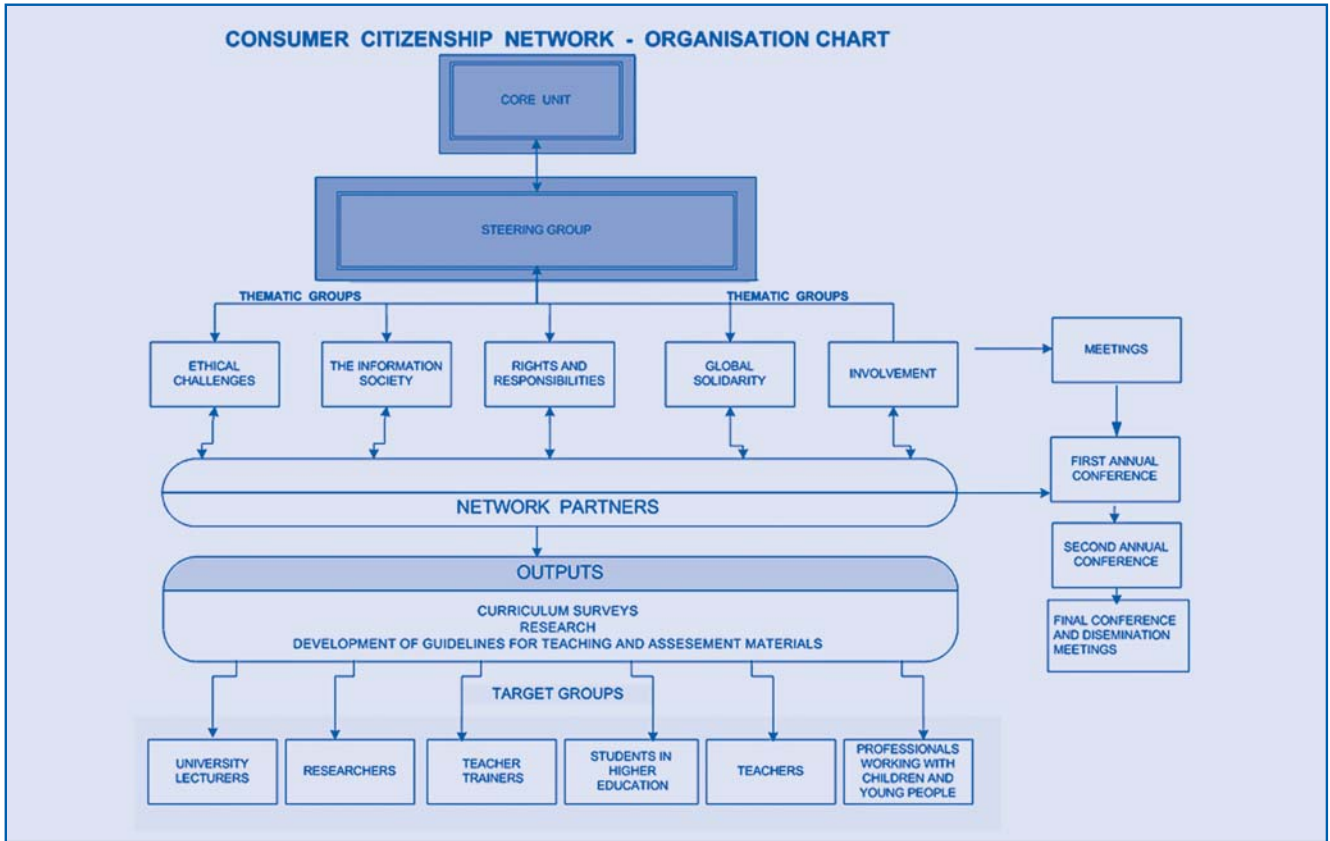 CONSUMER CITIZENSHIP NETWORK - ORGANISATION CHART
CORE UNIT
STEERING GROUP
THEMATIC GROUPS
THEMATIC GROUPS
ETHICAL
CHALLENGES
THE INFORMATION
SOCIETY
RIGHTS AND
RESPONSIBILITIES
GLOBAL
SOLIDARITY
INVOLVEMENT
MEETINGS
FIRST ANNUAL
CONFERENCE
SECOND ANNUAL
CONFERENCE
FINAL CONFERENCE
AND DISEMINATION
MEETINGS
NETWORK PARTNERS
OUTPUTS
CURRICULUM SURVEYS
RESEARCH
DEVELOPMENT OF GUIDELINES FOR TEACHING AND ASSESEMENT MATERIALS
TARGET GROUPS
UNIVERSITY
LECTURERS
RESEARCHERS
TEACHER
TRAINERS
STUDENTS IN
HIGHER
EDUCATION
TEACHERS
PROFESSIONALS
WORKING WITH
CHILDREN AND
YOUNG PEOPLE